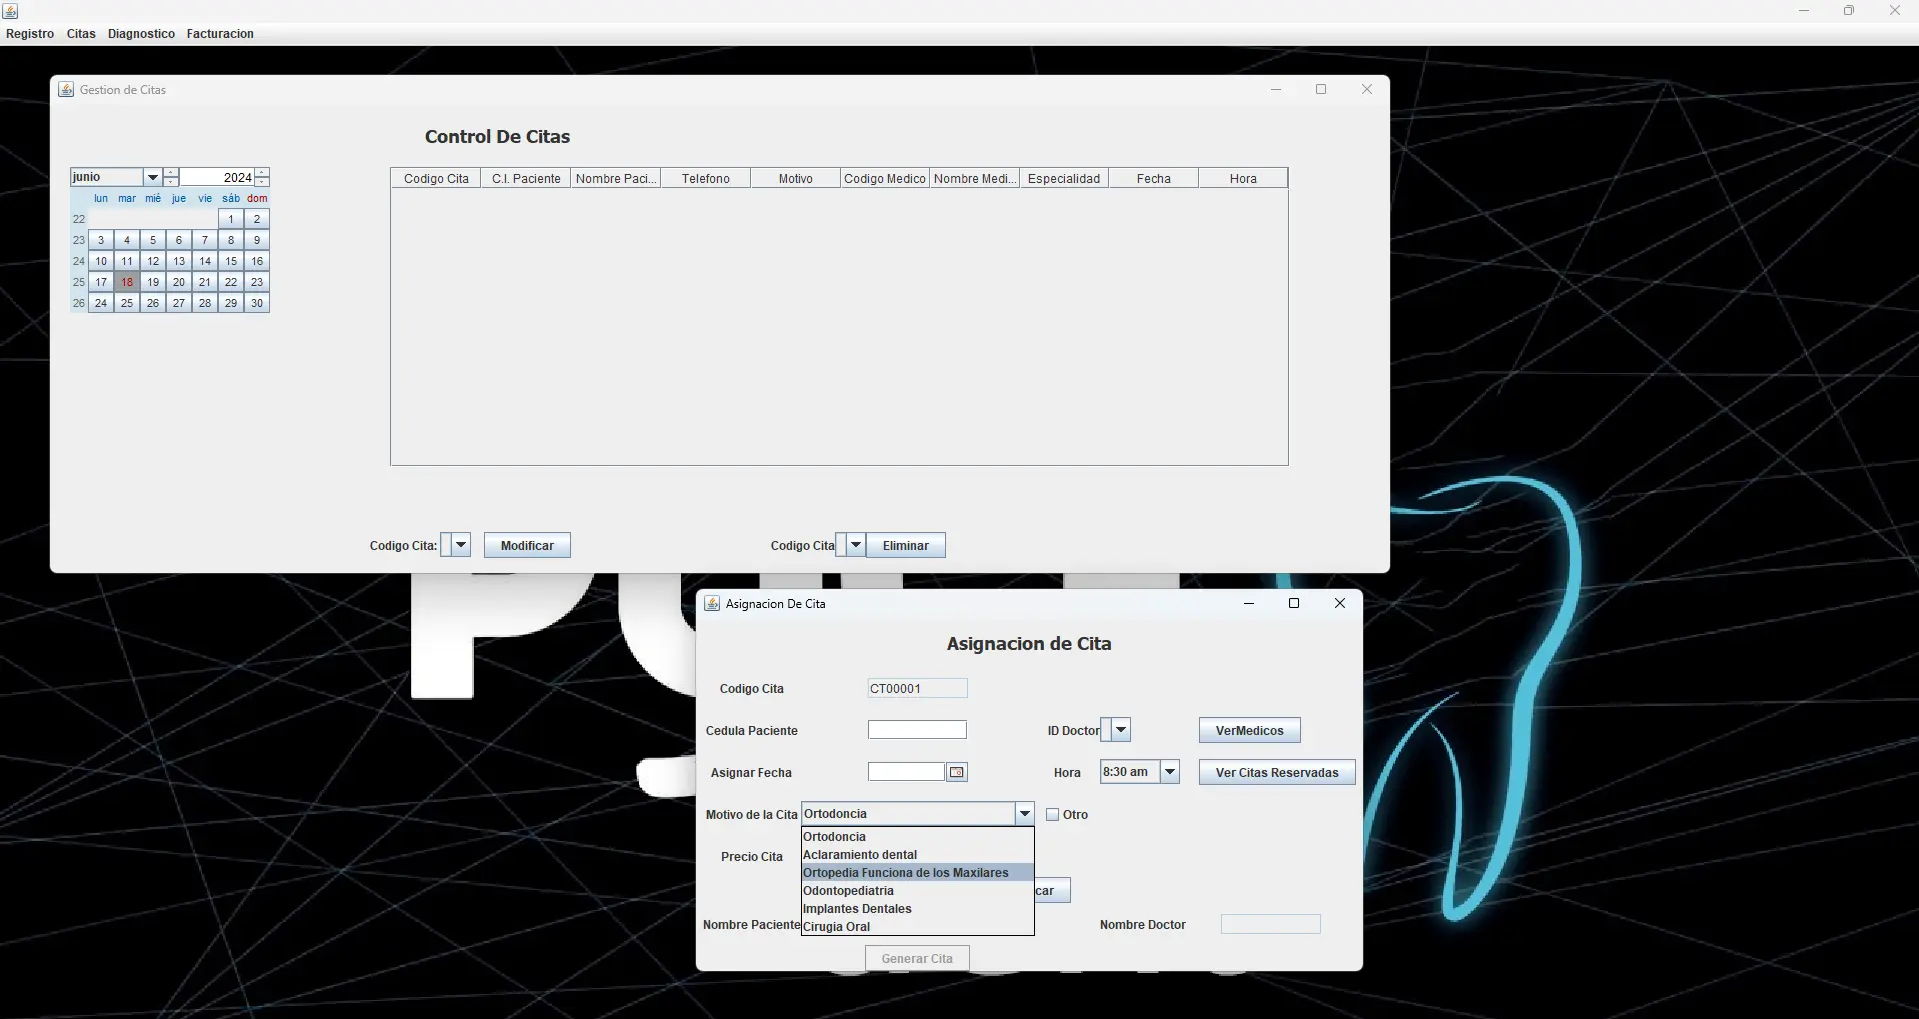 Registro Citas Diagnostico Facturacion
Gestion de Citas
Control De Citas
junio 2024
lun mar mié jue vie sáb dom
22 1 2
23 3 4 5 6 7 8 9
24 10 11 12 13 14 15 16
25 17 18 19 20 21 22 23
26 24 25 26 27 28 29 30
Codigo Cita C.I. Paciente Nombre Paci... Telefono Motivo Codigo Medico Nombre Medi... Especialidad Fecha Hora
Codigo Cita: Modificar Codigo Cita Eliminar
Asignacion De Cita
Asignacion de Cita
Codigo Cita CT00001
Cedula Paciente ID Doctor VerMedicos
Asignar Fecha Hora 8:30 am Ver Citas Reservadas
Motivo de la Cita Ortodoncia Otro
Ortodoncia
Aclaramiento dental
Precio Cita
Ortopedia Funciona de los Maxilares
Odontopediatria
car
Implantes Dentales
Nombre Paciente Cirugia Oral Nombre Doctor
Generar Cita